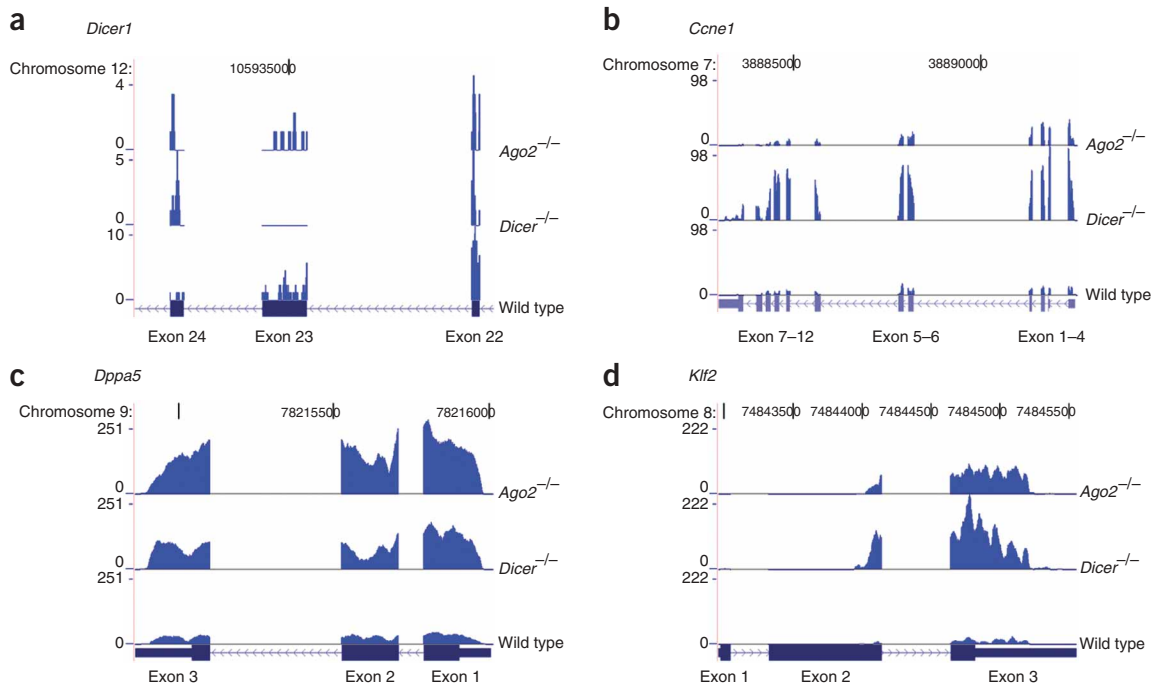 a
Dicer1
Chromosome 12: 105935000
4
0
Ago2−/−
5
0
Dicer−/−
10
0
Wild type
Exon 24 Exon 23 Exon 22
b
Ccne1
Chromosome 7: 38885000 38890000
98
0
Ago2−/−
98
0
Dicer−/−
98
0
Wild type
Exon 7–12 Exon 5–6 Exon 1–4
c
Dppa5
Chromosome 9: 78215500 78216000
251
0
Ago2−/−
251
0
Dicer−/−
251
0
Wild type
Exon 3 Exon 2 Exon 1
d
Klf2
Chromosome 8: 74843500 74844000 74844500 74845000 74845500
222
0
Ago2−/−
222
0
Dicer−/−
222
0
Wild type
Exon 1 Exon 2 Exon 3